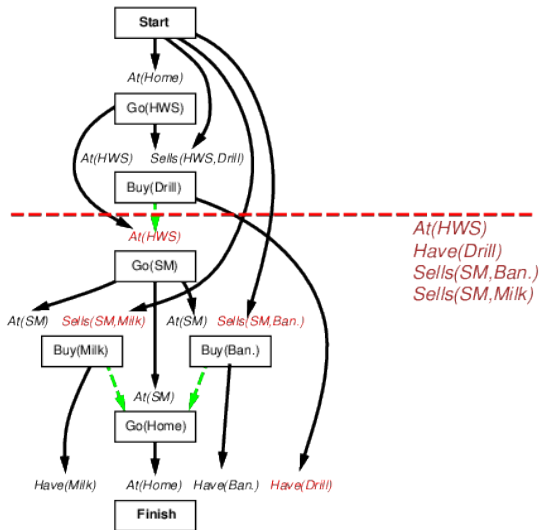 Start
At(Home)
Go(HWS)
At(HWS) Sells(HWS,Drill)
Buy(Drill)
At(HWS)
Go(SM)
At(SM) Sells(SM,Milk) At(SM) Sells(SM,Ban.)
Buy(Milk) Buy(Ban.)
At(SM)
Go(Home)
Have(Milk) At(Home) Have(Ban.) Have(Drill)
Finish
At(HWS)
Have(Drill)
Sells(SM,Ban.)
Sells(SM,Milk)